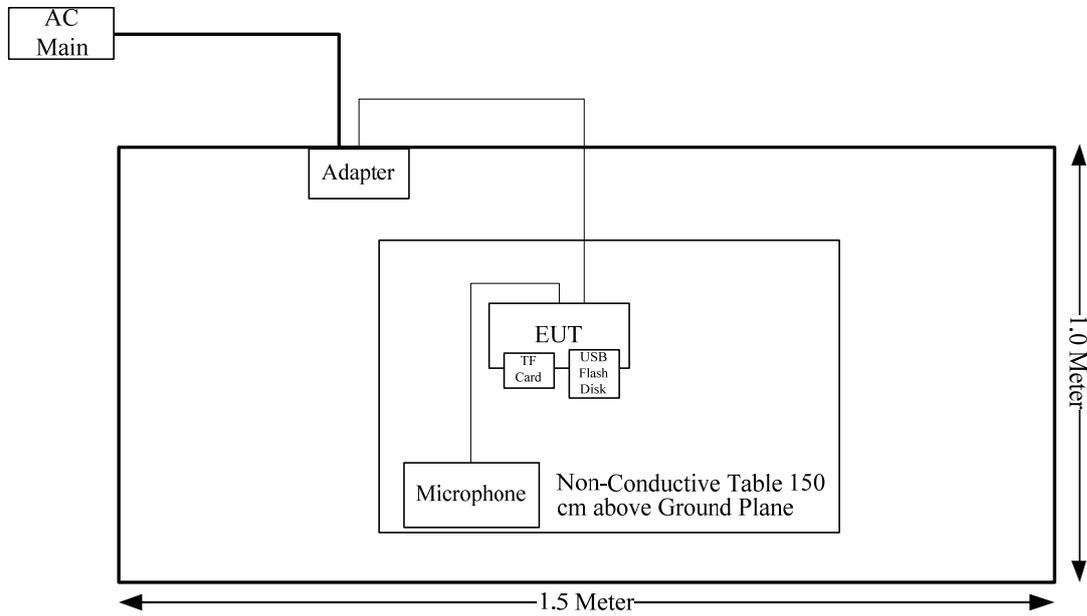 AC
Main
Adapter
EUT
TF
Card
USB
Flash
Disk
Microphone
Non-Conductive Table 150
cm above Ground Plane
1.0 Meter
1.5 Meter